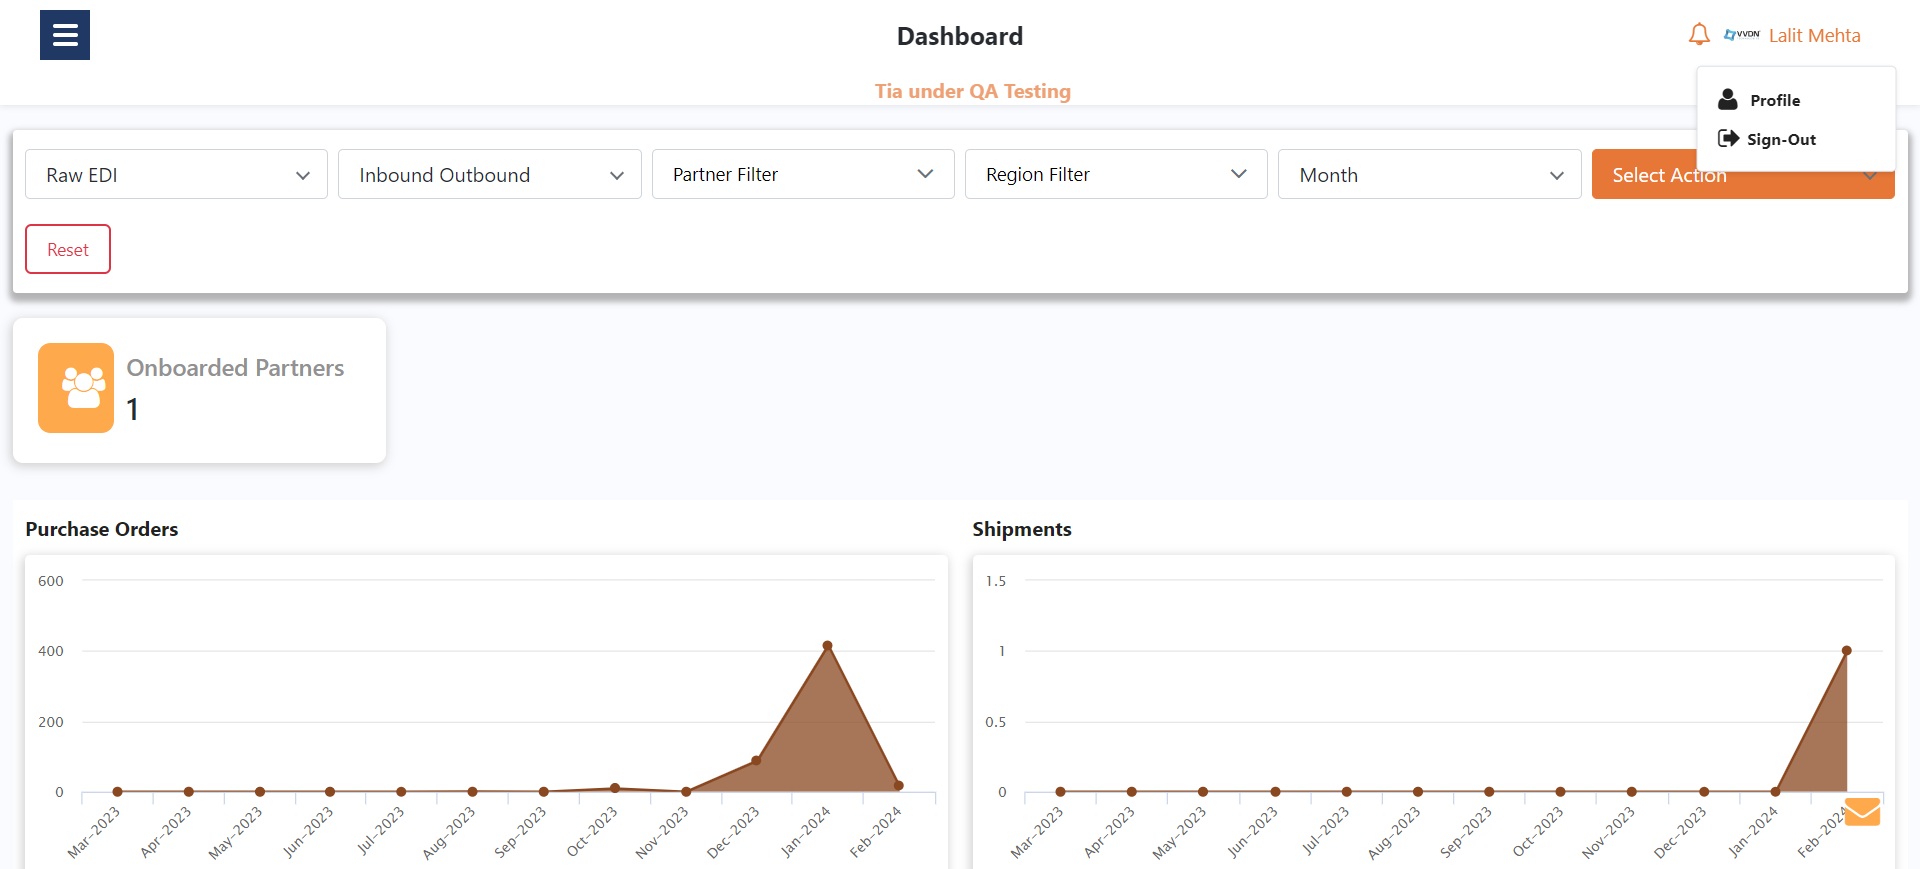 Dashboard
VVDN Lalit Mehta
Tia under QA Testing
Profile
Sign-Out
Raw EDI
Inbound Outbound
Partner Filter
Region Filter
Month
Select Action
Reset
Onboarded Partners
1
Purchase Orders
600
400
200
0
Mar-2023
Apr-2023
May-2023
Jun-2023
Jul-2023
Aug-2023
Sep-2023
Oct-2023
Nov-2023
Dec-2023
Jan-2024
Feb-2024
Shipments
1.5
1
0.5
0
Mar-2023
Apr-2023
May-2023
Jun-2023
Jul-2023
Aug-2023
Sep-2023
Oct-2023
Nov-2023
Dec-2023
Jan-2024
Feb-2024